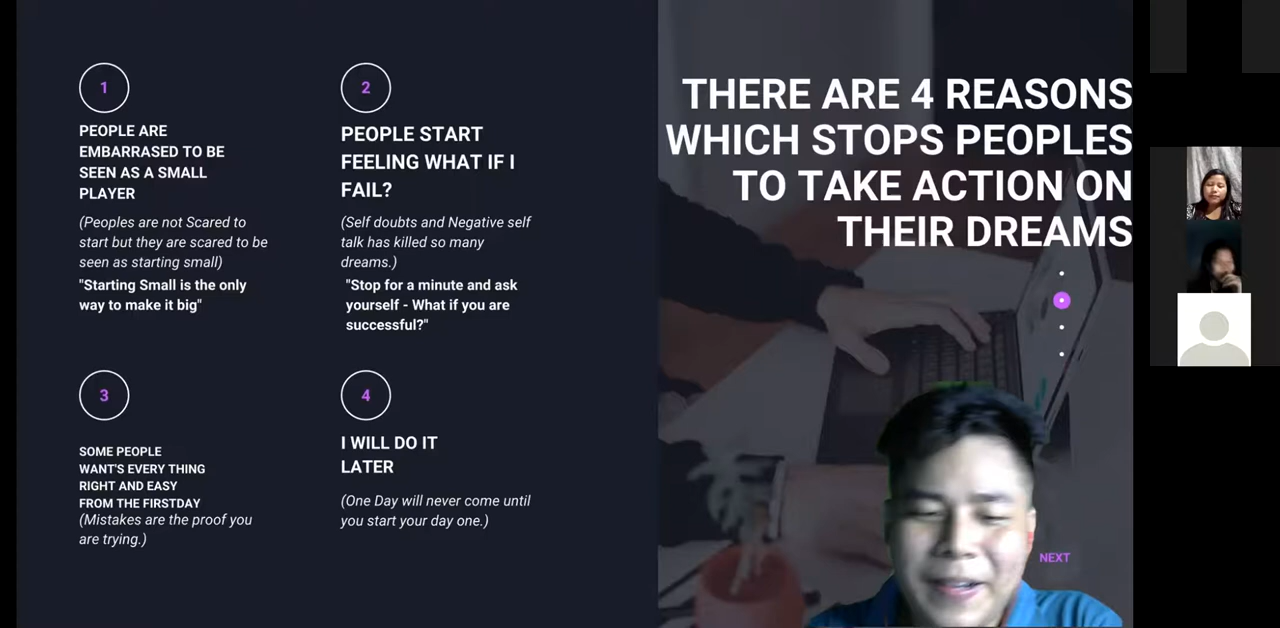 THERE ARE 4 REASONS
WHICH STOPS PEOPLES
TO TAKE ACTION ON
THEIR DREAMS
1
PEOPLE ARE
EMBARRASED TO BE
SEEN AS A SMALL
PLAYER
(Peoples are not Scared to
start but they are scared to be
seen as starting small)
"Starting Small is the only
way to make it big"
2
PEOPLE START
FEELING WHAT IF I
FAIL?
(Self doubts and Negative self
talk has killed so many
dreams.)
"Stop for a minute and ask
yourself - What if you are
successful?"
3
SOME PEOPLE
WANT'S EVERY THING
RIGHT AND EASY
FROM THE FIRSTDAY
(Mistakes are the proof you
are trying.)
4
I WILL DO IT
LATER
(One Day will never come until
you start your day one.)
NEXT